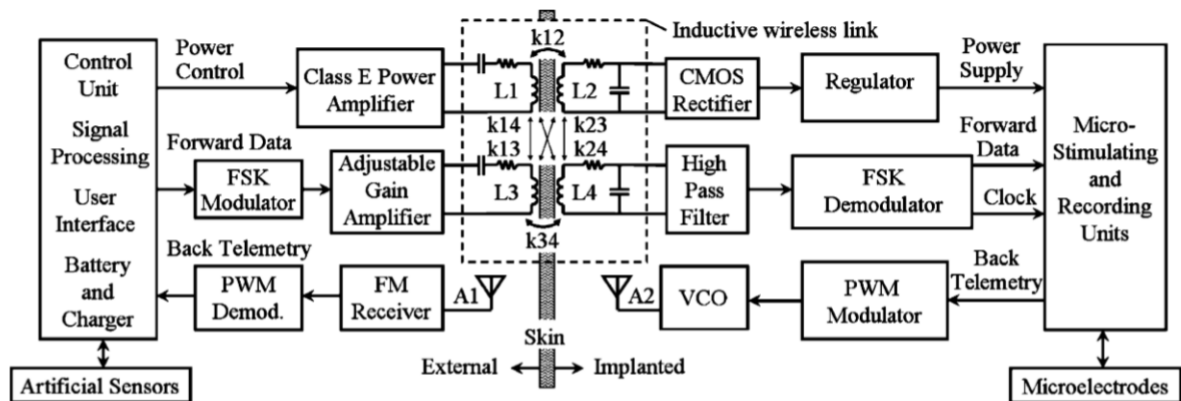 Control
Unit
Signal
Processing
User
Interface
Battery
and
Charger
Artificial Sensors
Power
Control
Class E Power
Amplifier
Forward Data
FSK
Modulator
Adjustable
Gain
Amplifier
Back Telemetry
PWM
Demod.
FM
Receiver
A1
k12
L1
L2
k14
k13
k23
k24
L3
L4
k34
Inductive wireless link
Skin
External
Implanted
CMOS
Rectifier
Regulator
Power
Supply
High
Pass
Filter
FSK
Demodulator
Forward
Data
Clock
A2
VCO
PWM
Modulator
Back
Telemetry
Micro-
Stimulating
and
Recording
Units
Microelectrodes